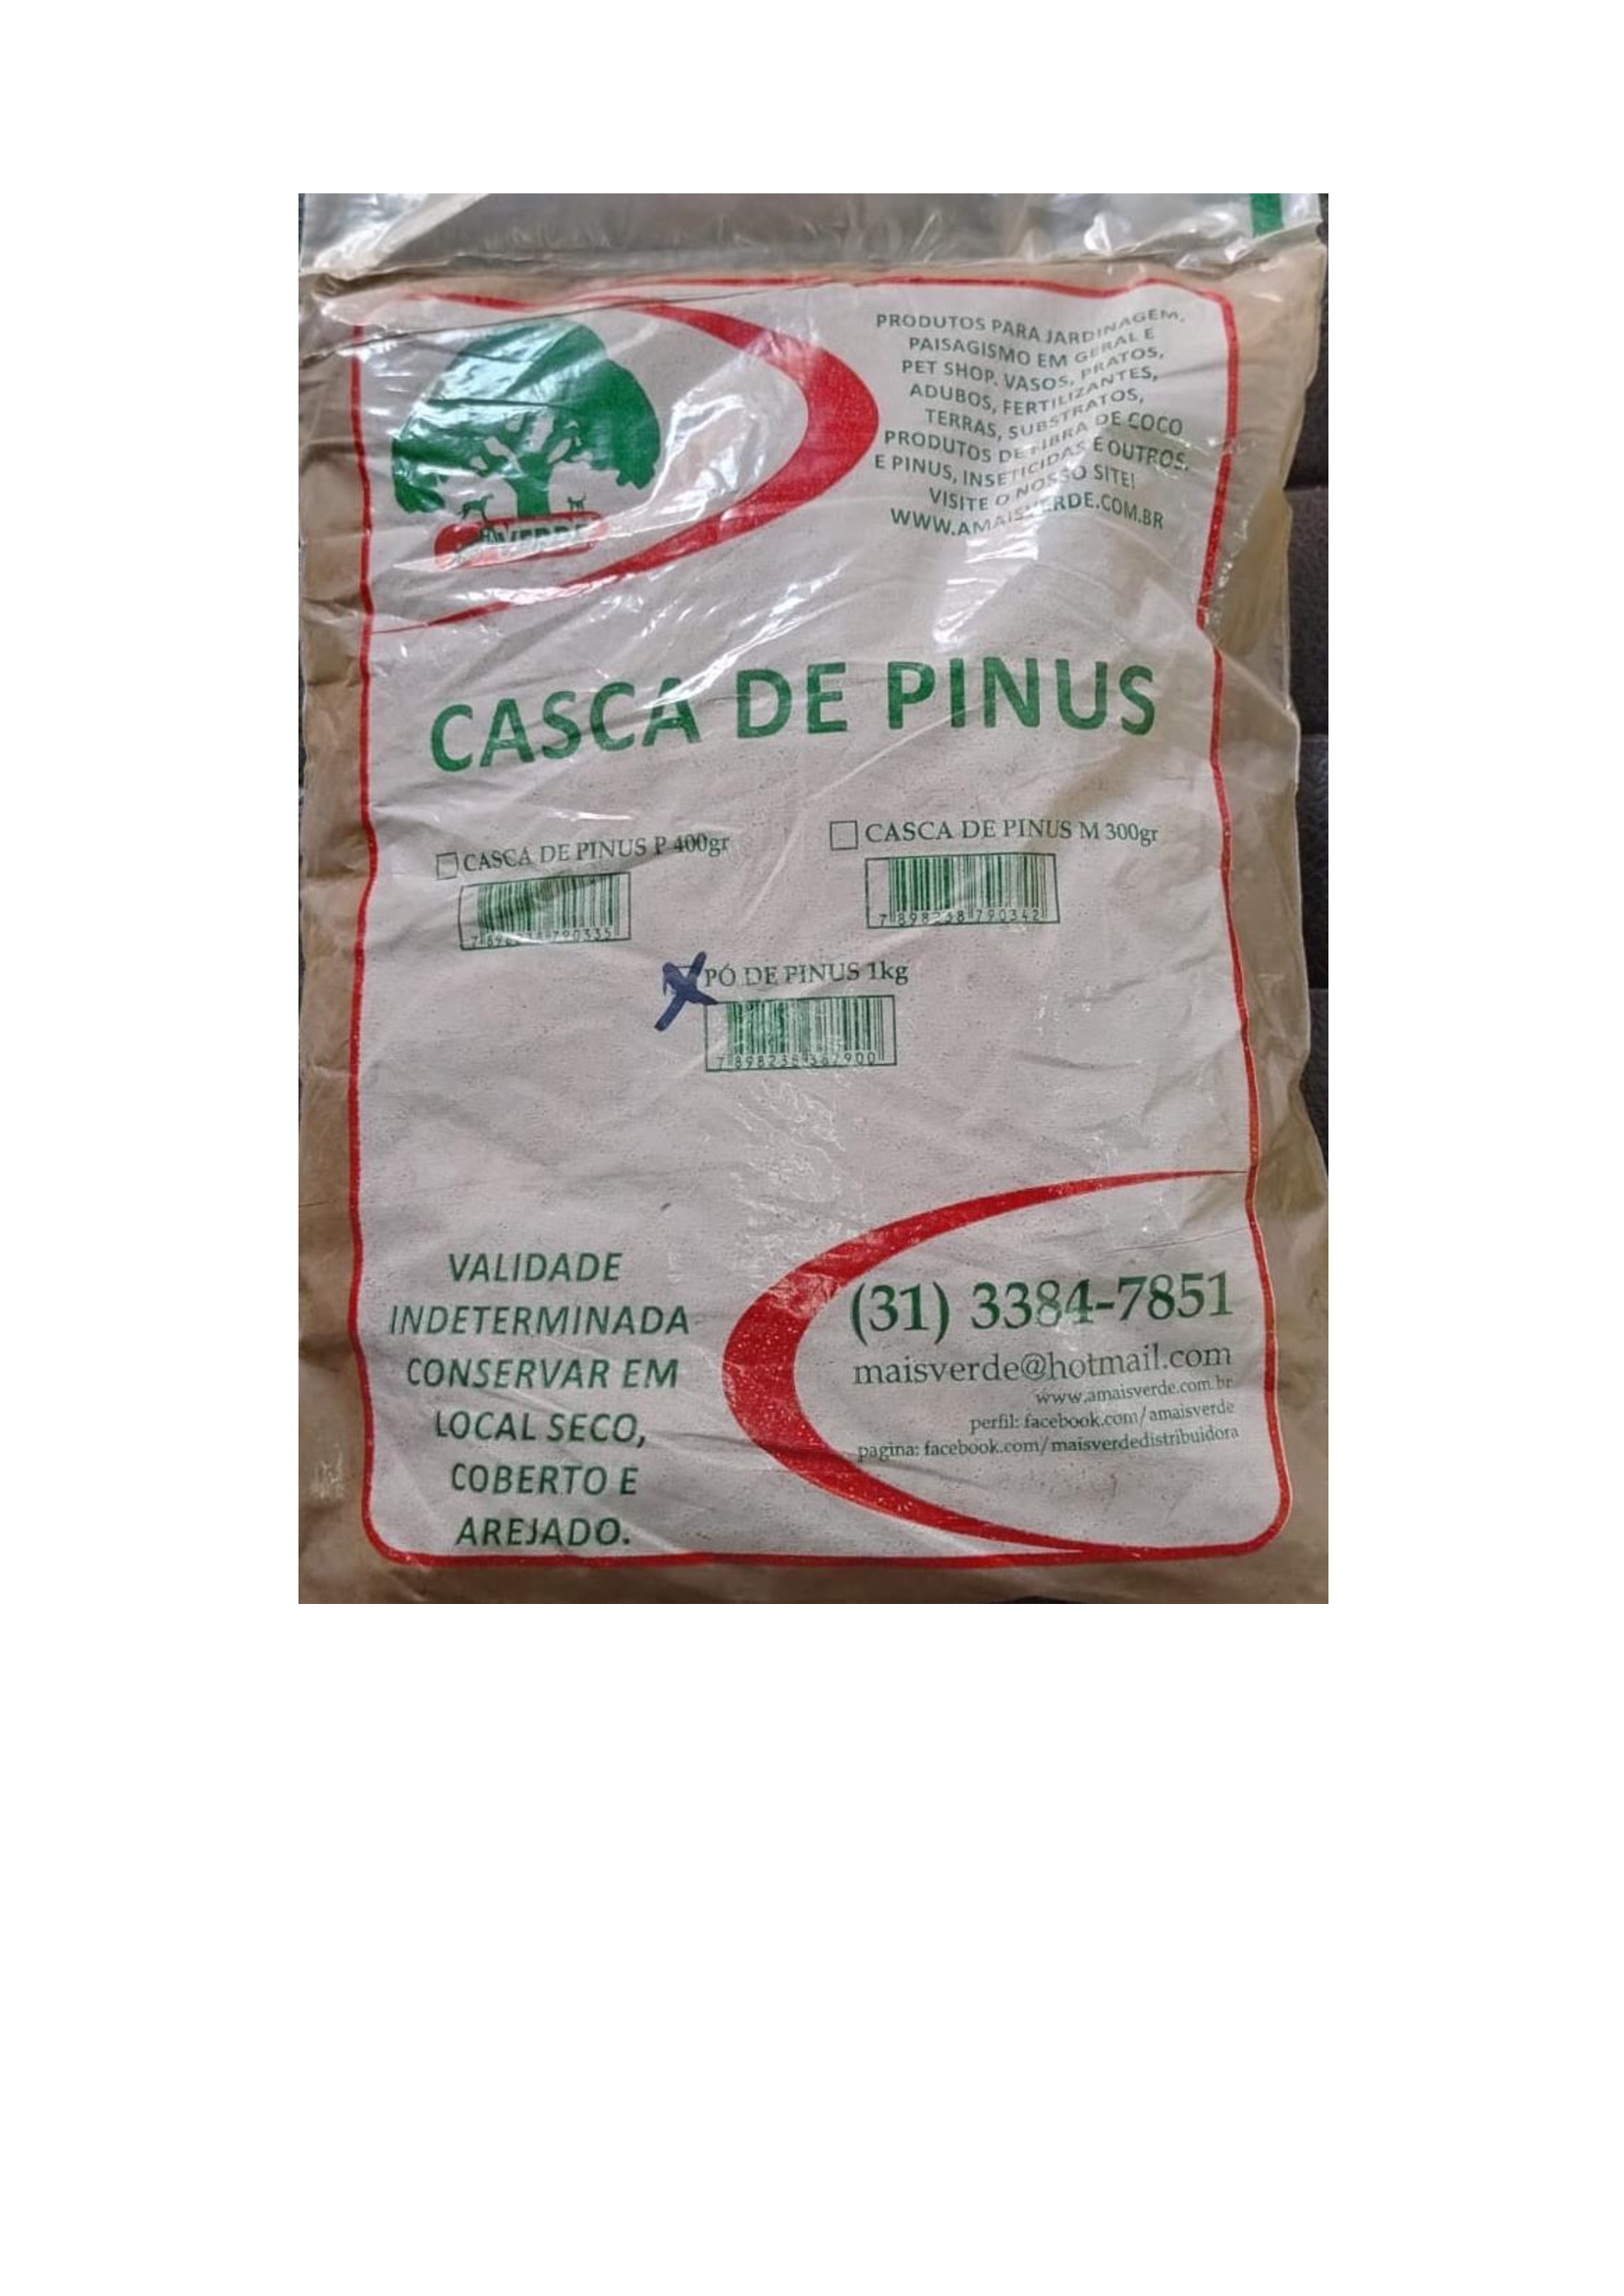 VERDE
PRODUTOS PARA JARDINAGEM,
PAISAGISMO EM GERAL E
PET SHOP. VASOS, PRATOS,
ADUBOS, FERTILIZANTES,
TERRAS, SUBSTRATOS,
PRODUTOS DE FIBRA DE COCO
E PINUS, INSETICIDAS E OUTROS.
VISITE O NOSSO SITE!
WWW.AMAISVERDE.COM.BR
CASCA DE PINUS
CASCA DE PINUS P 400gr
CASCA DE PINUS M 300gr
7898238790342
PÓ DE PINUS 1kg
VALIDADE
INDETERMINADA
CONSERVAR EM
LOCAL SECO,
COBERTO E
AREJADO.
(31) 3384-7851
maisverde@hotmail.com
www.amaisverde.com.br
perfil: facebook.com/amaisverde
pagina: facebook.com/maisverdedistribuidora